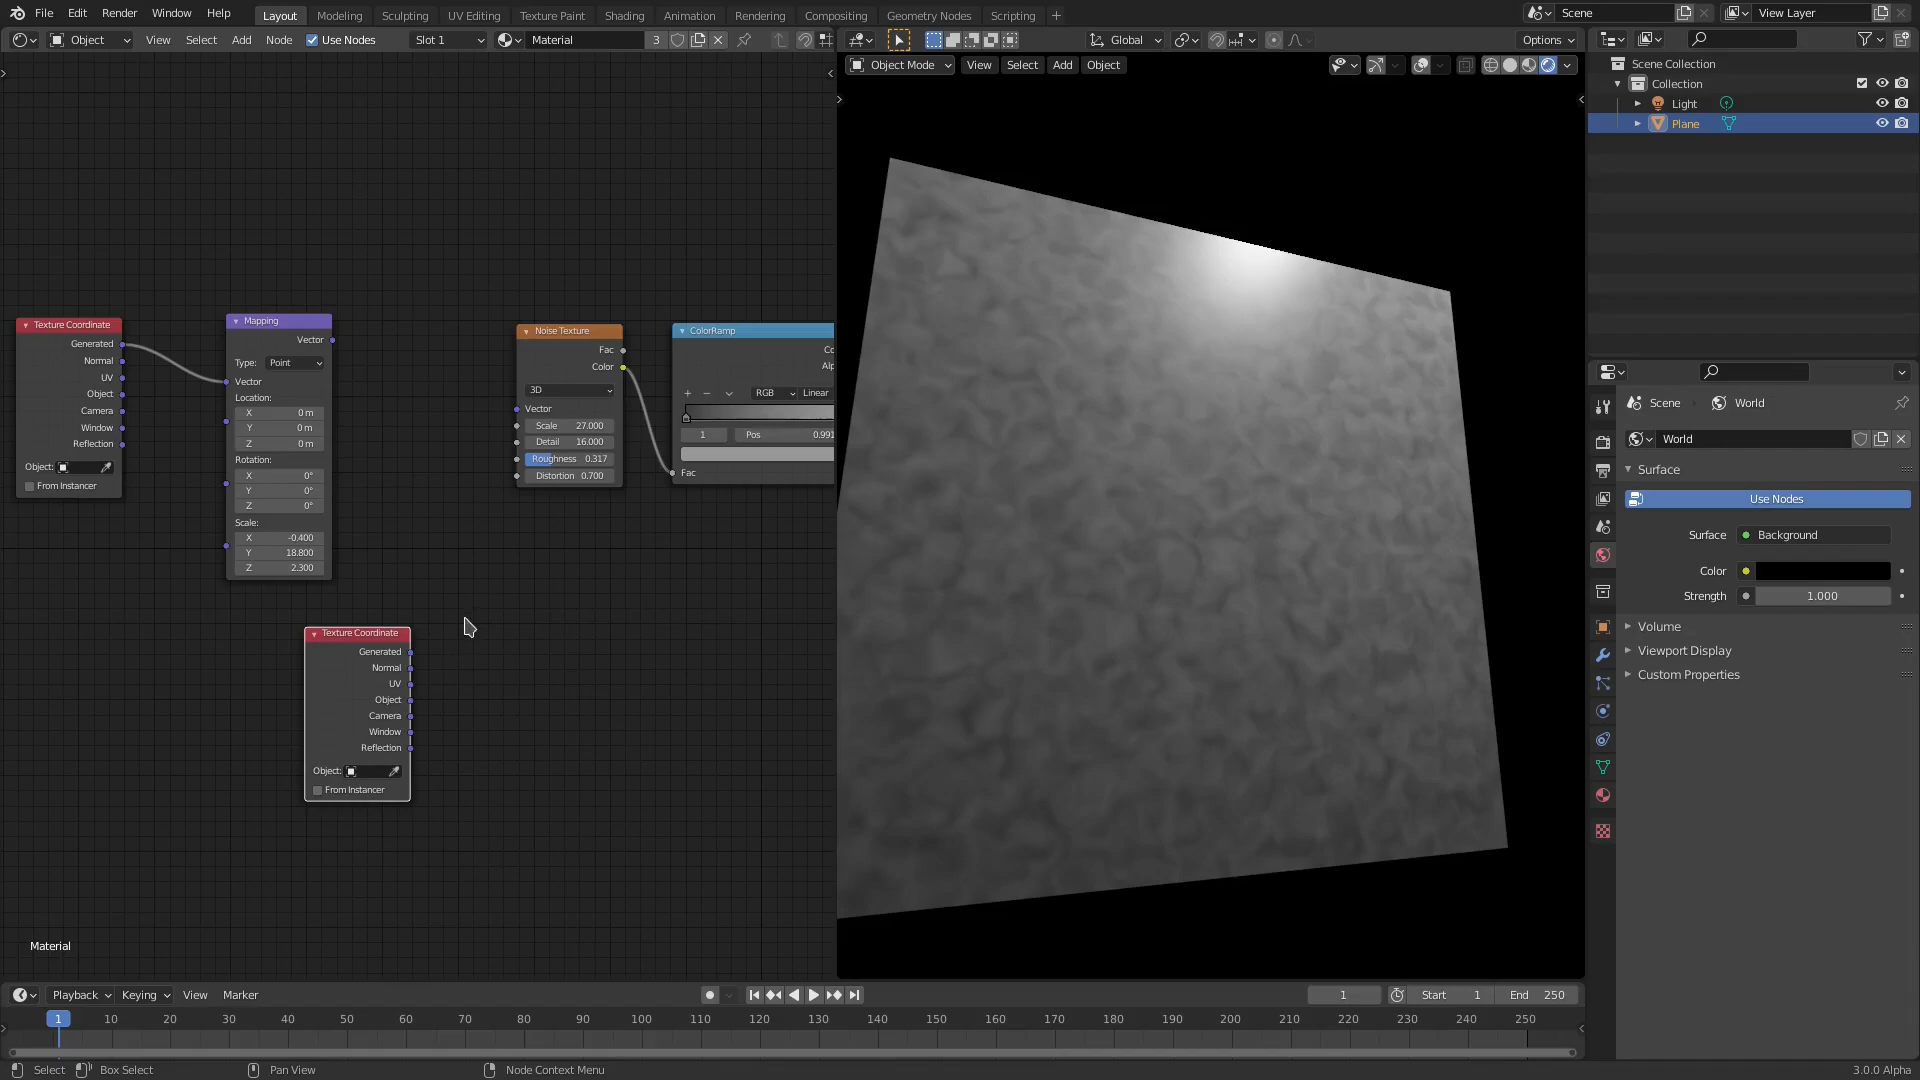 File Edit Render Window Help
Layout Modeling Sculpting UV Editing Texture Paint Shading Animation Rendering Compositing Geometry Nodes Scripting +
Scene
View Layer
Object View Select Add Node Use Nodes Slot 1 Material 3
Global
Options
Object Mode View Select Add Object
Scene Collection
Collection
Light
Plane
Texture Coordinate
Generated
Normal
UV
Object
Camera
Window
Reflection
Object:
From Instancer
Mapping
Vector
Type: Point
Vector
Location:
X 0 m
Y 0 m
Z 0 m
Rotation:
X 0°
Y 0°
Z 0°
Scale:
X -0.400
Y 18.800
Z 2.300
Noise Texture
Fac
Color
3D
Vector
Scale 27.000
Detail 16.000
Roughness 0.317
Distortion 0.700
ColorRamp
Co
Alp
+ − RGB Linear
1 Pos 0.991
Fac
Texture Coordinate
Generated
Normal
UV
Object
Camera
Window
Reflection
Object:
From Instancer
Material
Scene World
World
Surface
Use Nodes
Surface Background
Color
Strength 1.000
Volume
Viewport Display
Custom Properties
Playback Keying View Marker
1 Start 1 End 250
1 10 20 30 40 50 60 70 80 90 100 110 120 130 140 150 160 170 180 190 200 210 220 230 240 250
Select Box Select Pan View Node Context Menu 3.0.0 Alpha